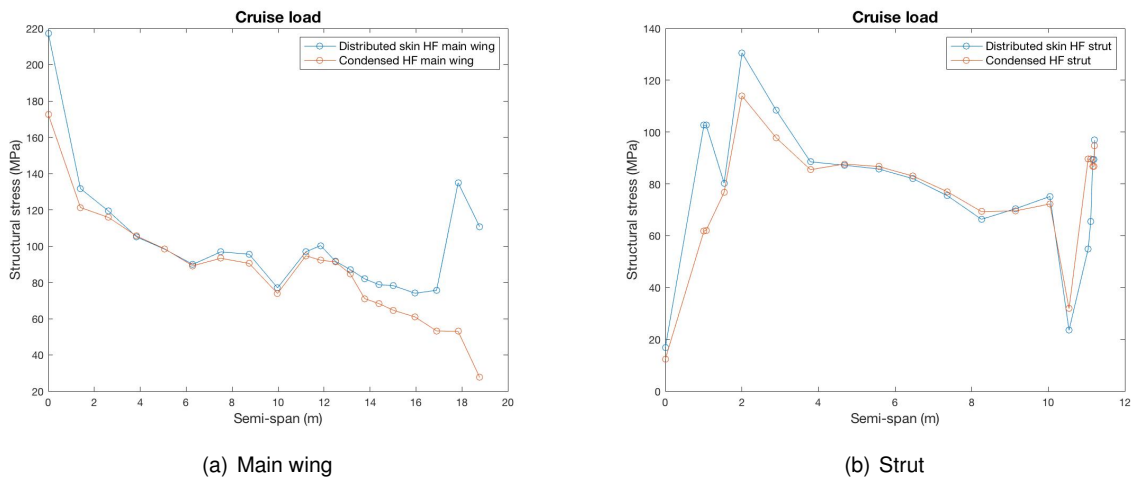 Cruise load
220
200
180
160
140
120
100
80
60
40
20
Structural stress (MPa)
Distributed skin HF main wing
Condensed HF main wing
0 2 4 6 8 10 12 14 16 18 20
Semi-span (m)
(a) Main wing
Cruise load
140
120
100
80
60
40
20
0
Structural stress (MPa)
Distributed skin HF strut
Condensed HF strut
0 2 4 6 8 10 12
Semi-span (m)
(b) Strut